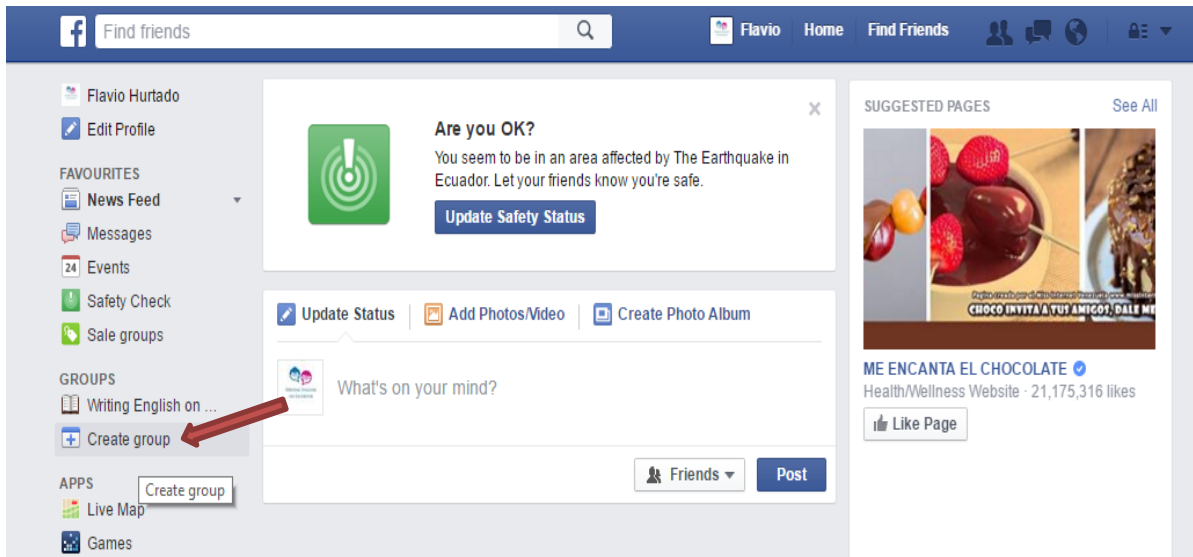 f
Find friends
Flavio
Home
Find Friends
Flavio Hurtado
Edit Profile
FAVOURITES
News Feed
Messages
24 Events
Safety Check
Sale groups
GROUPS
Writing English on ...
Create group
Create group
APPS
Live Map
Games
Are you OK?
You seem to be in an area affected by The Earthquake in
Ecuador. Let your friends know you're safe.
Update Safety Status
Update Status
Add Photos/Video
Create Photo Album
What's on your mind?
Friends
Post
SUGGESTED PAGES
See All
CHOCO INVITA A TUS AMIGOS, DALE ME
ME ENCANTA EL CHOCOLATE
Health/Wellness Website · 21,175,316 likes
Like Page